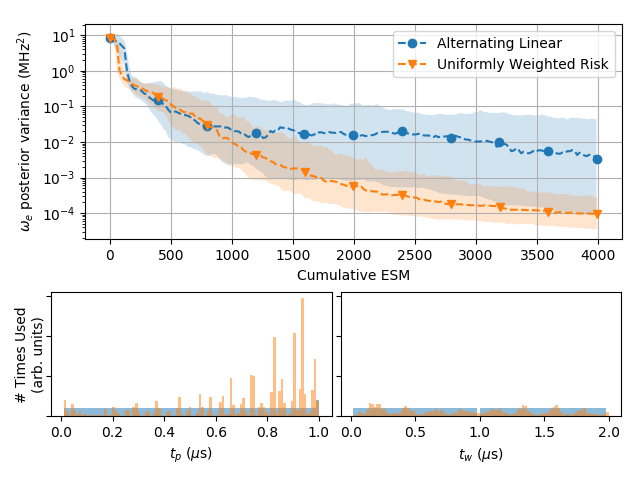 10¹
10⁰
10⁻¹
10⁻²
10⁻³
10⁻⁴
ωₑ posterior variance (MHz²)
Alternating Linear
Uniformly Weighted Risk
0 500 1000 1500 2000 2500 3000 3500 4000
Cumulative ESM
# Times Used
(arb. units)
0.0 0.2 0.4 0.6 0.8 1.0
tₚ (μs)
0.0 0.5 1.0 1.5 2.0
t_w (μs)